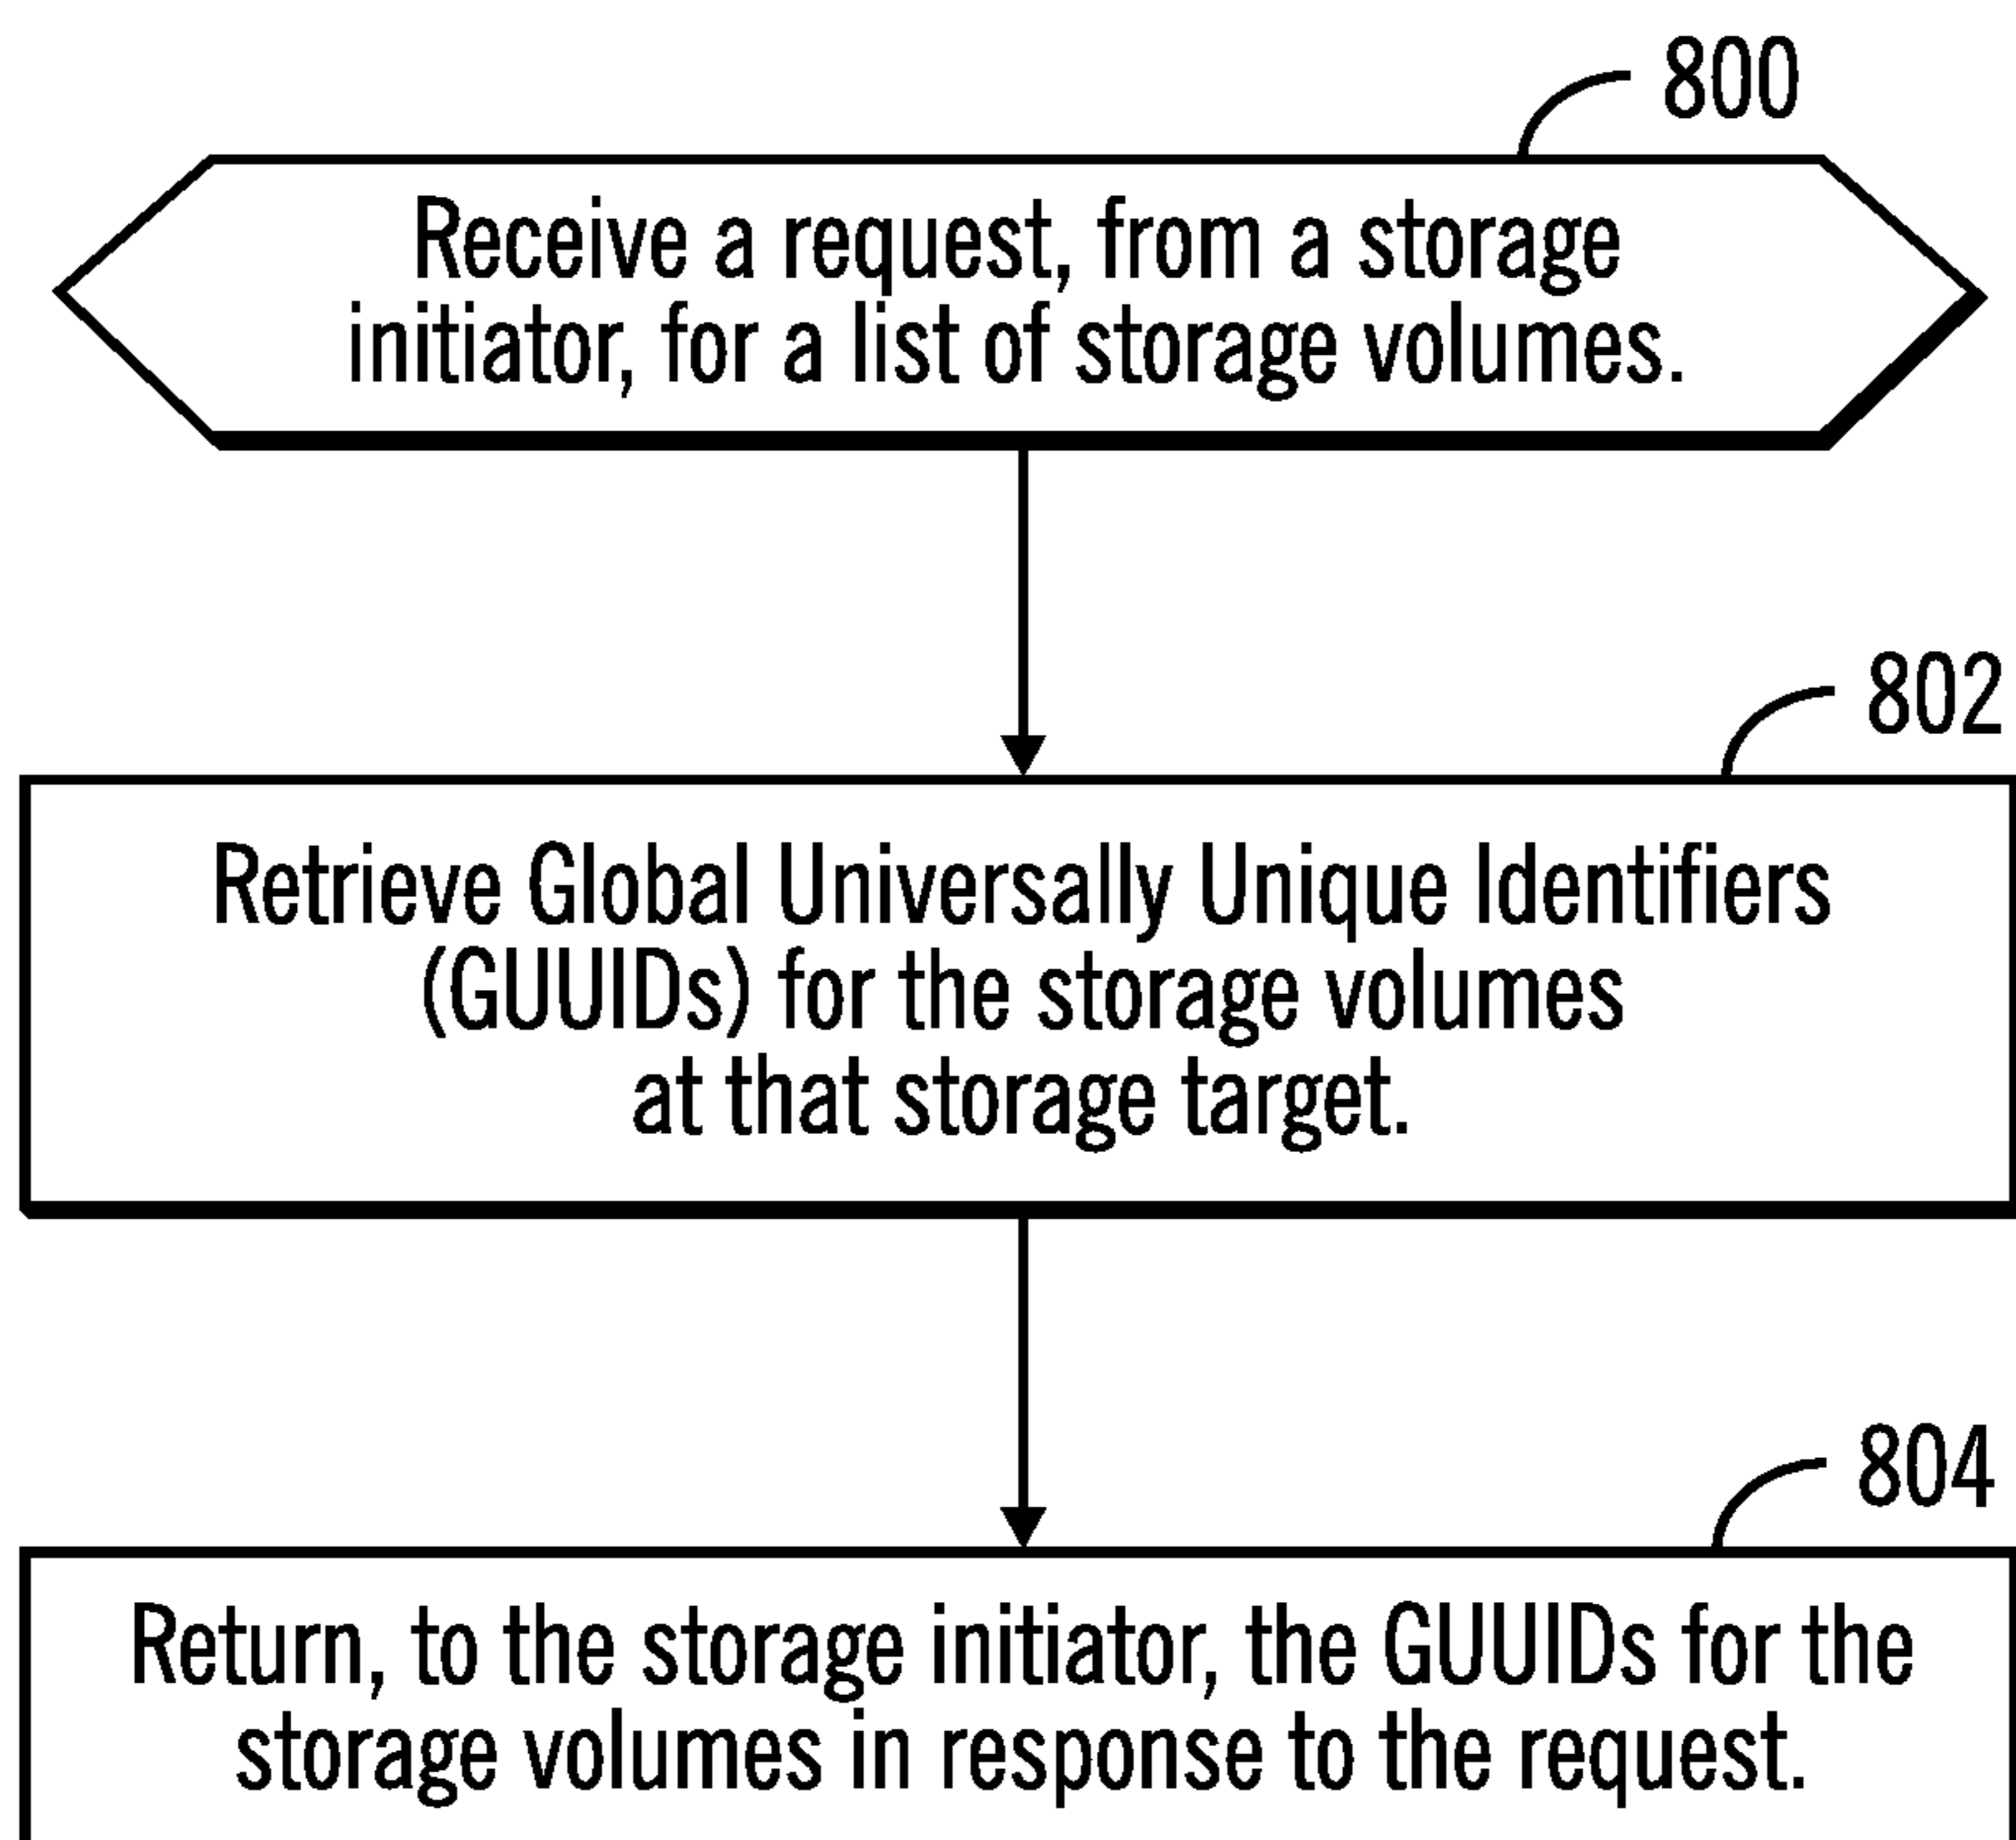 800
Receive a request, from a storage
initiator, for a list of storage volumes.
802
Retrieve Global Universally Unique Identifiers
(GUUIDs) for the storage volumes
at that storage target.
804
Return, to the storage initiator, the GUUIDs for the
storage volumes in response to the request.